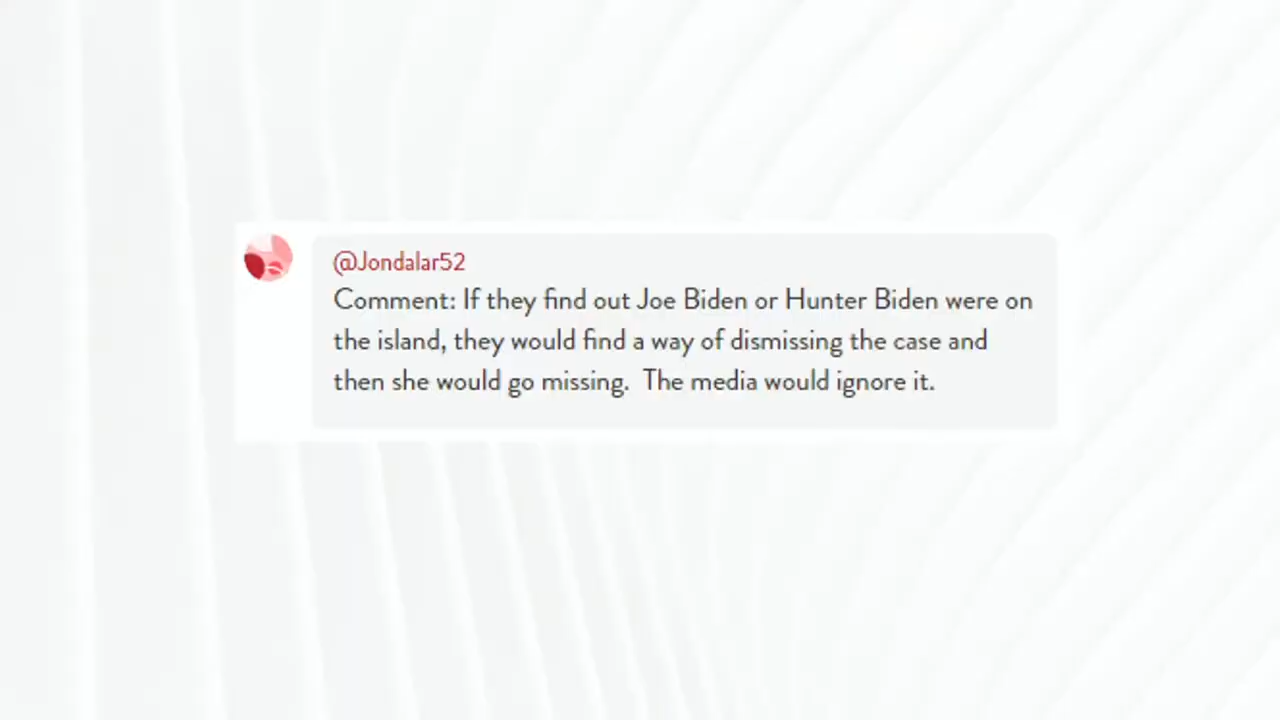 @Jondalar52
Comment: If they find out Joe Biden or Hunter Biden were on
the island, they would find a way of dismissing the case and
then she would go missing.  The media would ignore it.